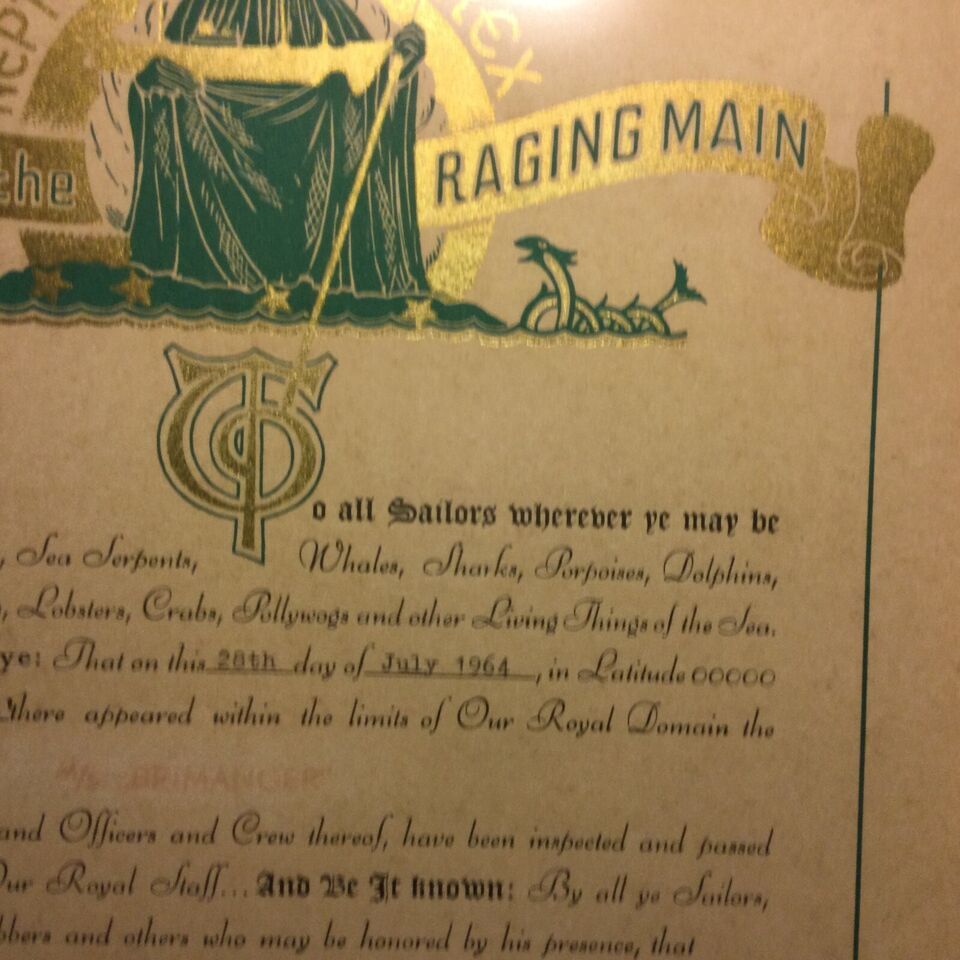 REX
the
RAGING MAIN
To all Sailors wherever ye may be
, Sea Serpents, Whales, Sharks, Porpoises, Dolphins,
, Lobsters, Crabs, Pollywogs and other Living Things of the Sea.
ye: That on this 28th day of July 1964, in Latitude 00000
there appeared within the limits of Our Royal Domain the
and Officers and Crew thereof, have been inspected and passed
Our Royal Staff... And Be It known: By all ye Sailors,
bbers and others who may be honored by his presence, that